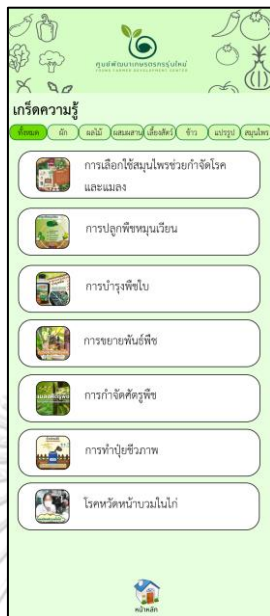 ศูนย์พัฒนาเกษตรกรรุ่นใหม่
YOUNG FARMER DEVELOPMENT CENTER
เกร็ดความรู้
ทั้งหมด ผัก ผลไม้ ผสมผสาน เลี้ยงสัตว์ ข้าว แปรรูป สมุนไพร
การเลือกใช้สมุนไพรช่วยกำจัดโรค
และแมลง
การปลูกพืชหมุนเวียน
การบำรุงพืชใบ
การขยายพันธ์พืช
การกำจัดศัตรูพืช
การทำปุ๋ยชีวภาพ
โรคหวัดหน้าบวมในไก่
หน้าหลัก